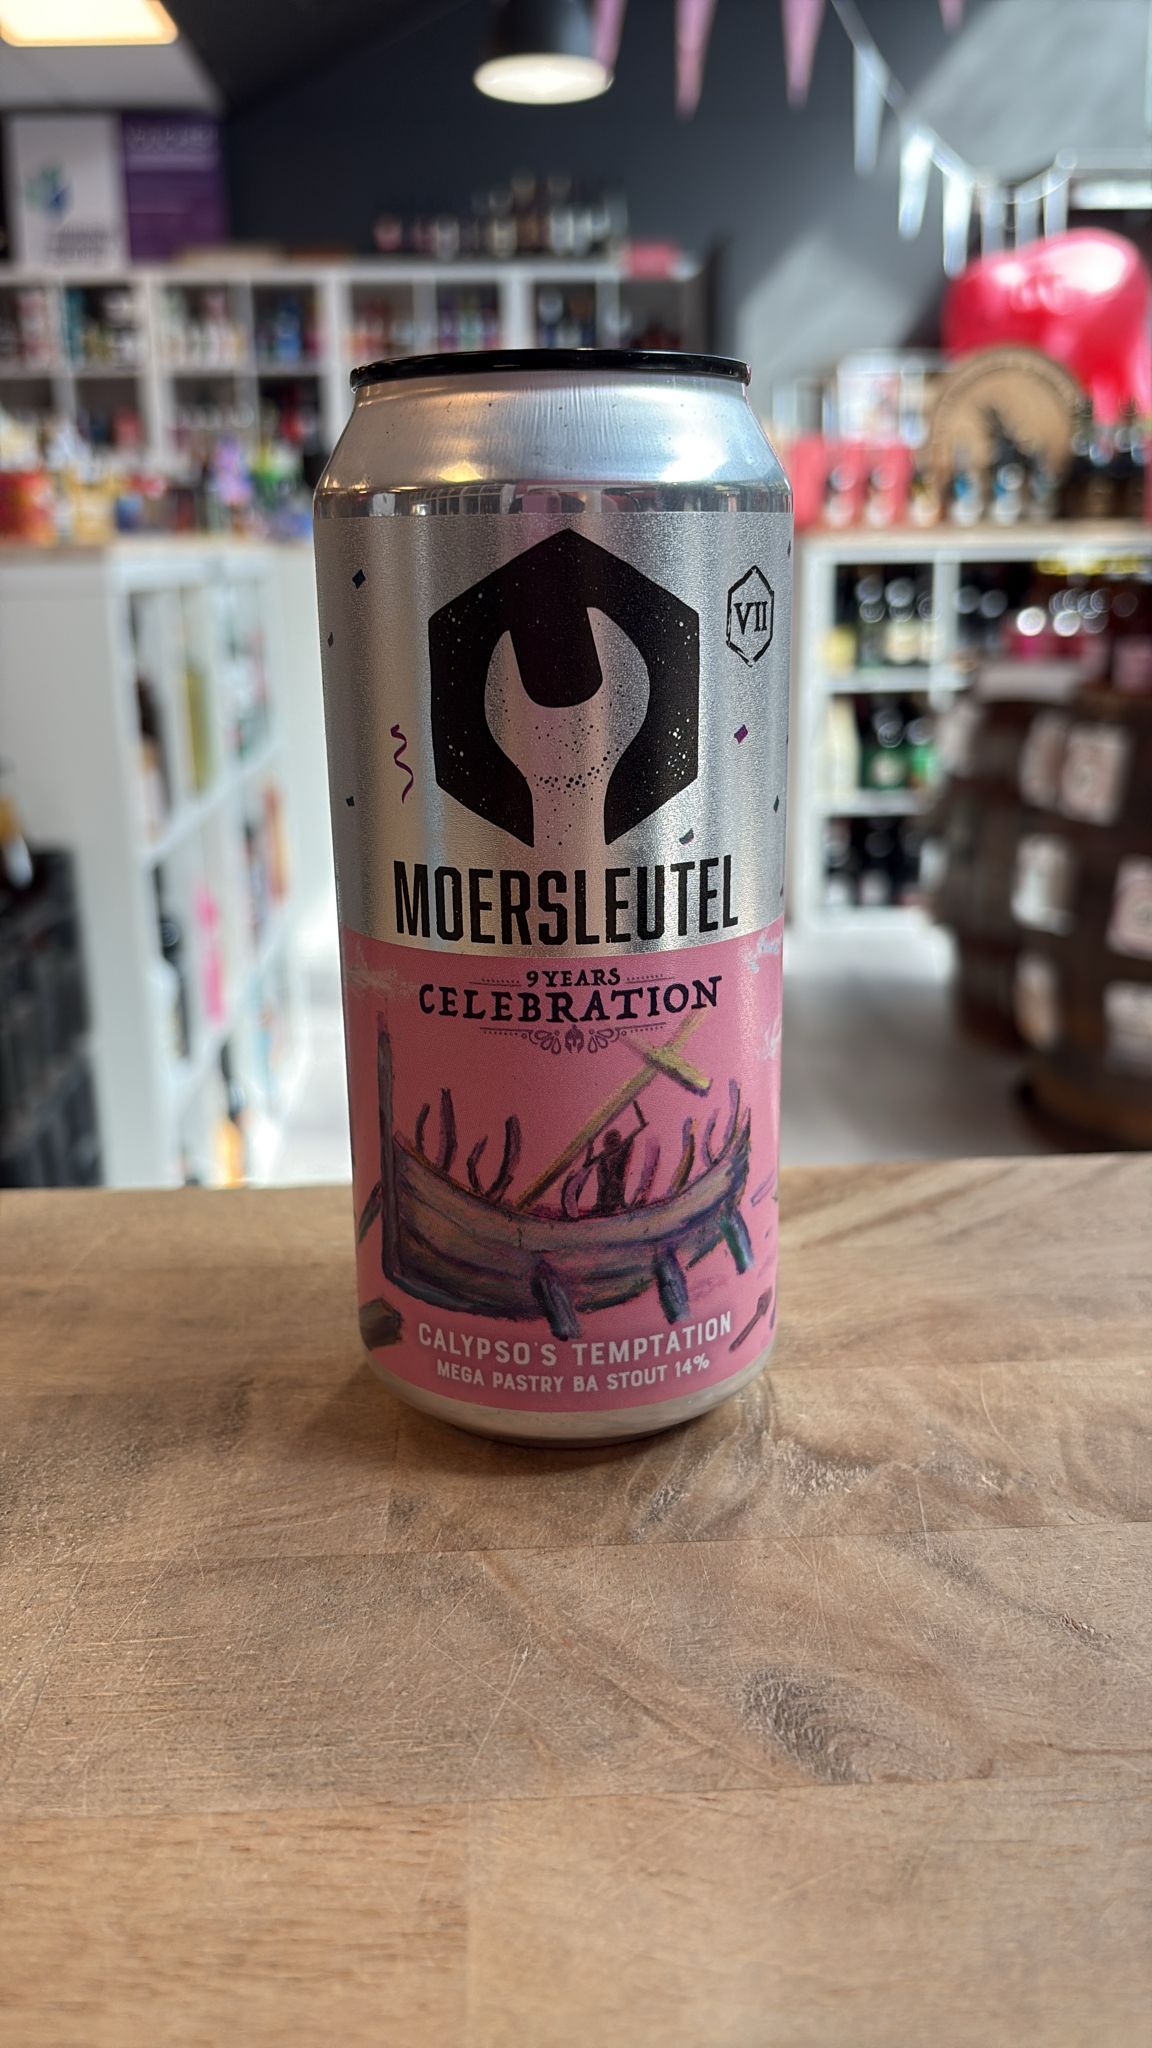 VII
MOERSLEUTEL
9 YEARS
CELEBRATION
CALYPSO'S TEMPTATION
MEGA PASTRY BA STOUT 14%